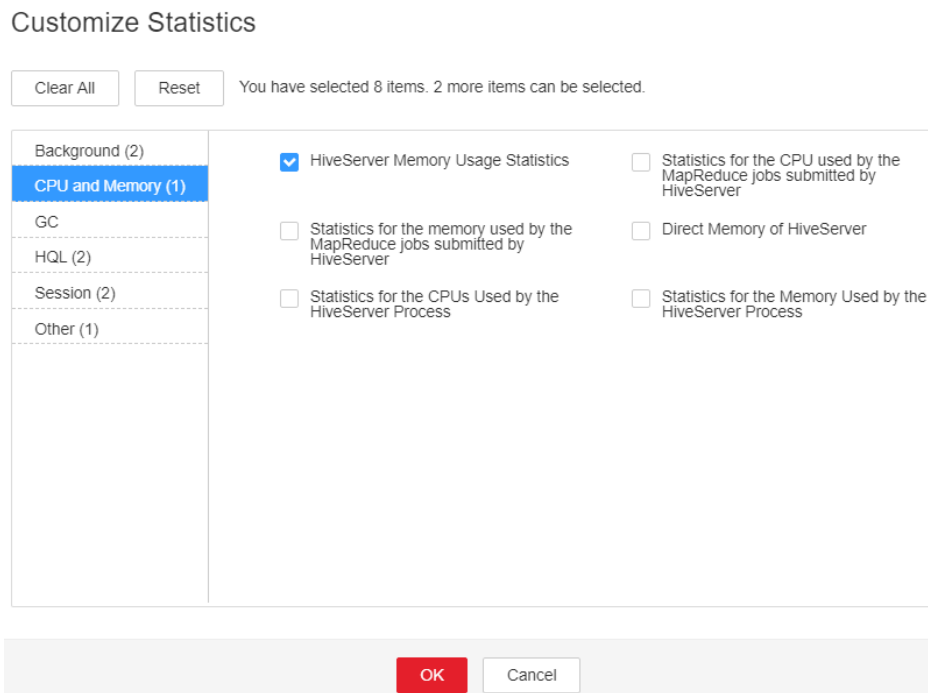 Customize Statistics
Clear All
Reset
You have selected 8 items. 2 more items can be selected.
Background (2)
CPU and Memory (1)
GC
HQL (2)
Session (2)
Other (1)
HiveServer Memory Usage Statistics
Statistics for the CPU used by the
MapReduce jobs submitted by
HiveServer
Statistics for the memory used by the
MapReduce jobs submitted by
HiveServer
Direct Memory of HiveServer
Statistics for the CPUs Used by the
HiveServer Process
Statistics for the Memory Used by the
HiveServer Process
OK
Cancel